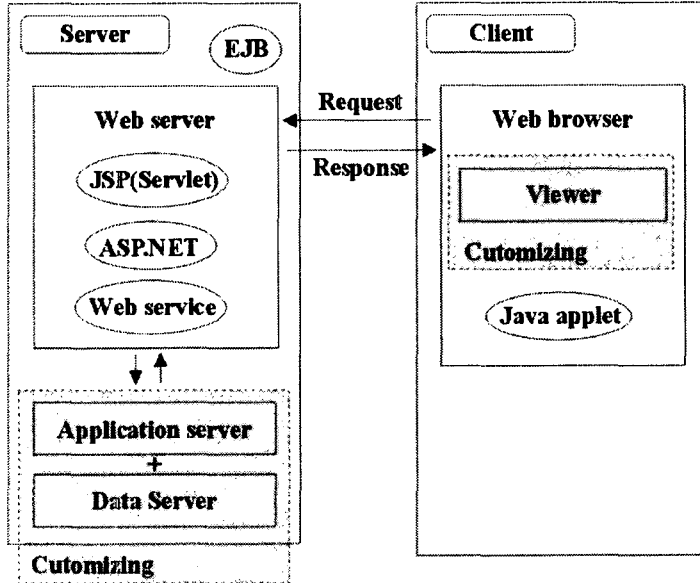 Server
EJB
Web server
JSP(Servlet)
ASP.NET
Web service
Application server
+
Data Server
Cutomizing
Request
Response
Client
Web browser
Viewer
Cutomizing
Java applet